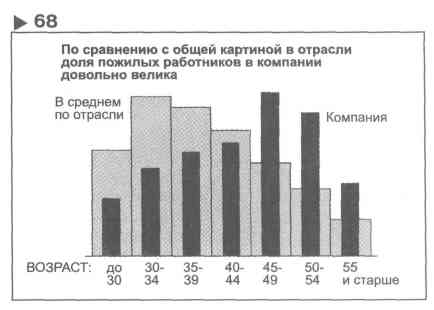 ▶ 68
По сравнению с общей картиной в отрасли
доля пожилых работников в компании
довольно велика
В среднем
по отрасли
Компания
ВОЗРАСТ: до 30- 35- 40- 45- 50- 55
30 34 39 44 49 54 и старше